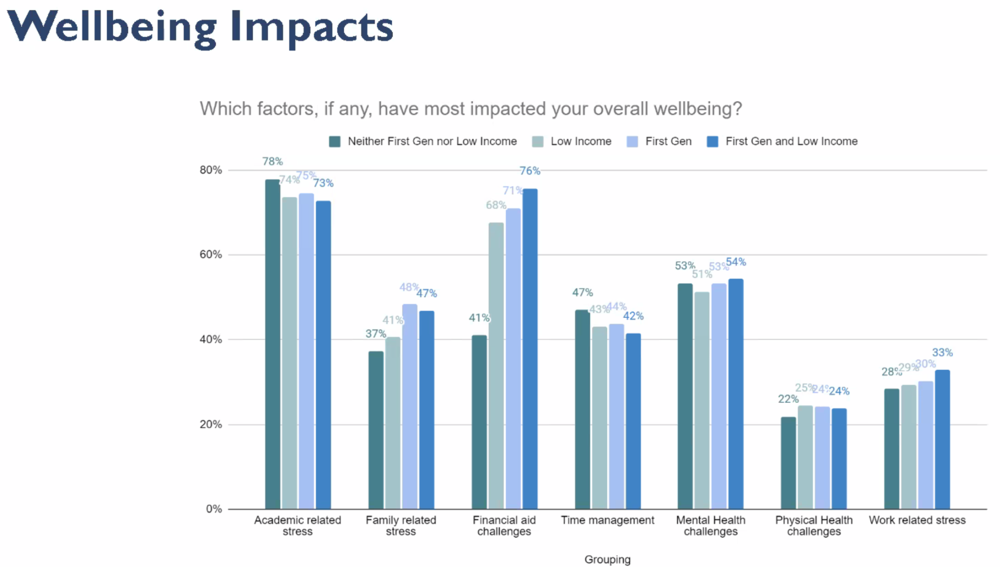 Wellbeing Impacts
Which factors, if any, have most impacted your overall wellbeing?
Neither First Gen nor Low Income Low Income First Gen First Gen and Low Income
80%
60%
40%
20%
0%
78% 74% 75% 73%
37% 41% 48% 47%
41% 68% 71% 76%
47% 43% 44% 42%
53% 51% 53% 54%
22% 25% 24% 24%
28% 29% 30% 33%
Academic related
stress
Family related
stress
Financial aid
challenges
Time management
Mental Health
challenges
Physical Health
challenges
Work related stress
Grouping